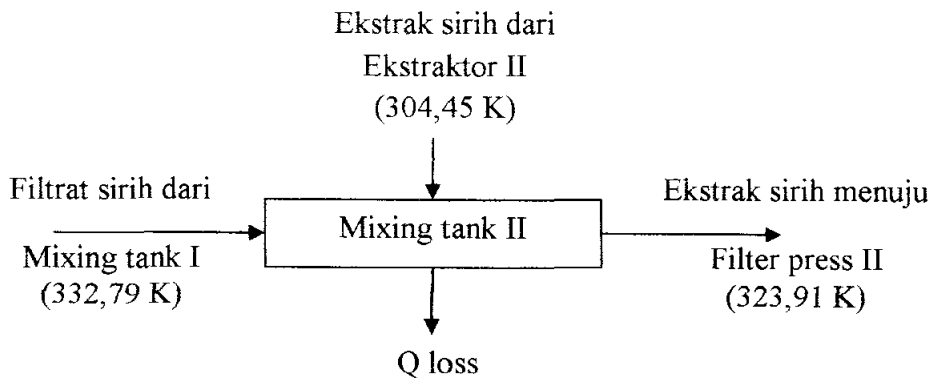 Ekstrak sirih dari
Ekstraktor II
(304,45 K)
Filtrat sirih dari
Mixing tank I
(332,79 K)
Mixing tank II
Ekstrak sirih menuju
Filter press II
(323,91 K)
Q loss